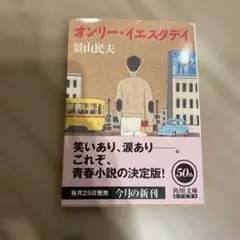 オンリー・イエスタデイ
景山民夫
笑いあり、涙あり――。
これぞ、
青春小説の決定版!
50th
角川文庫
毎月25日発売 今月の新刊